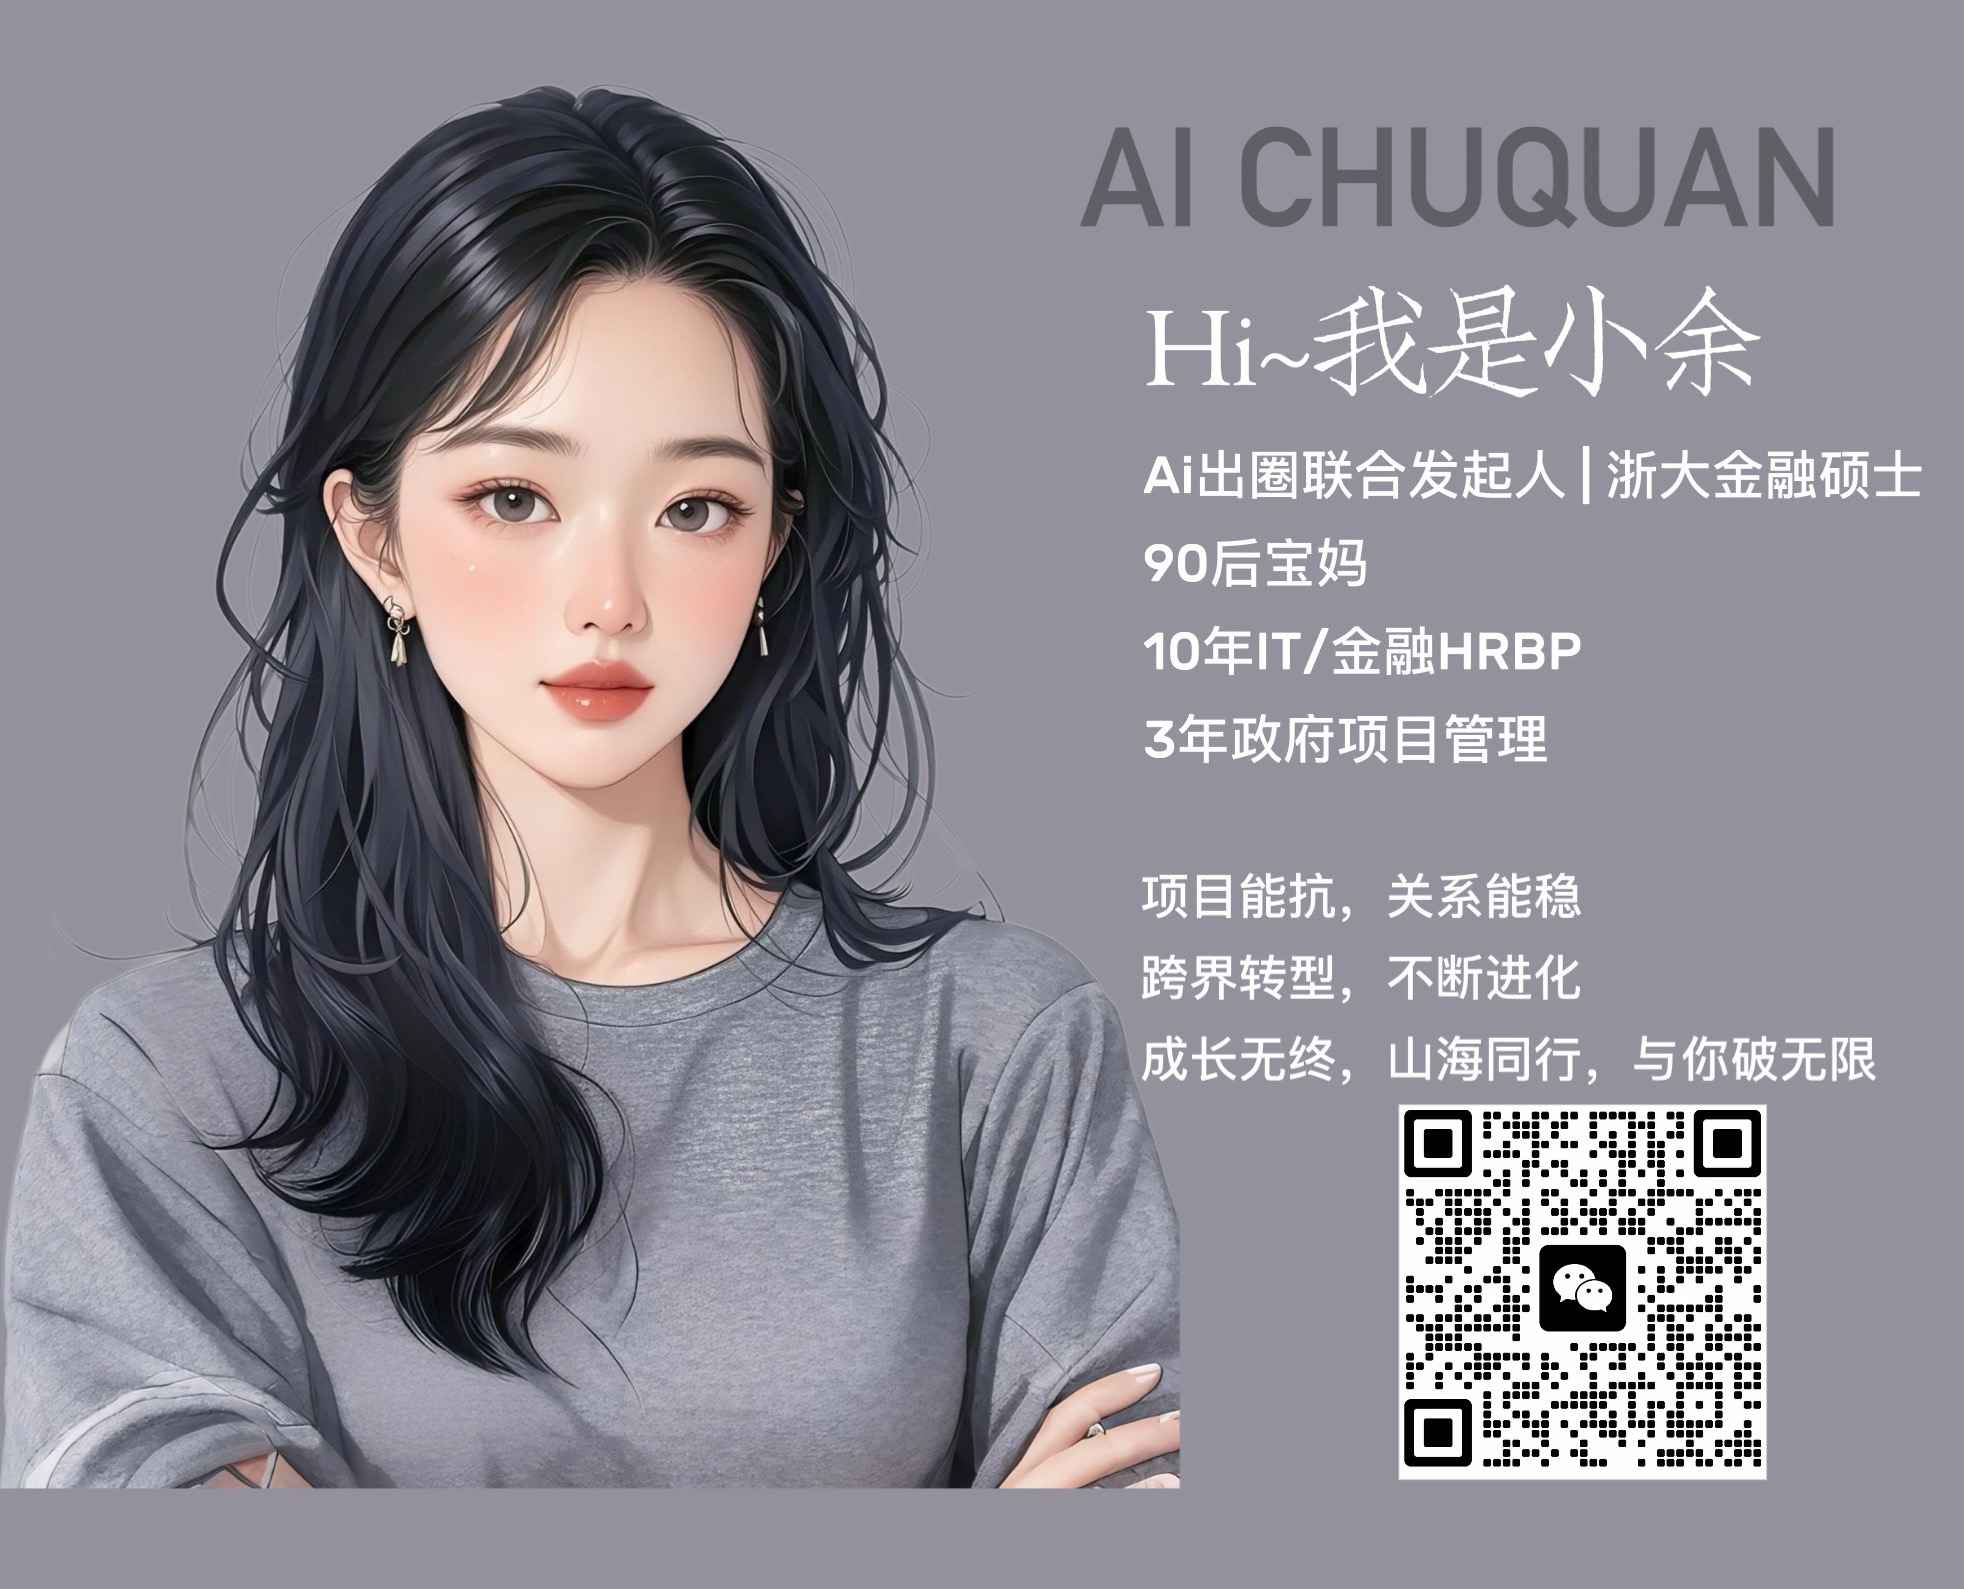 AI CHUQUAN
Hi~我是小余
Ai出圈联合发起人 | 浙大金融硕士
90后宝妈
10年IT/金融HRBP
3年政府项目管理
项目能抗，关系能稳
跨界转型，不断进化
成长无终，山海同行，与你破无限